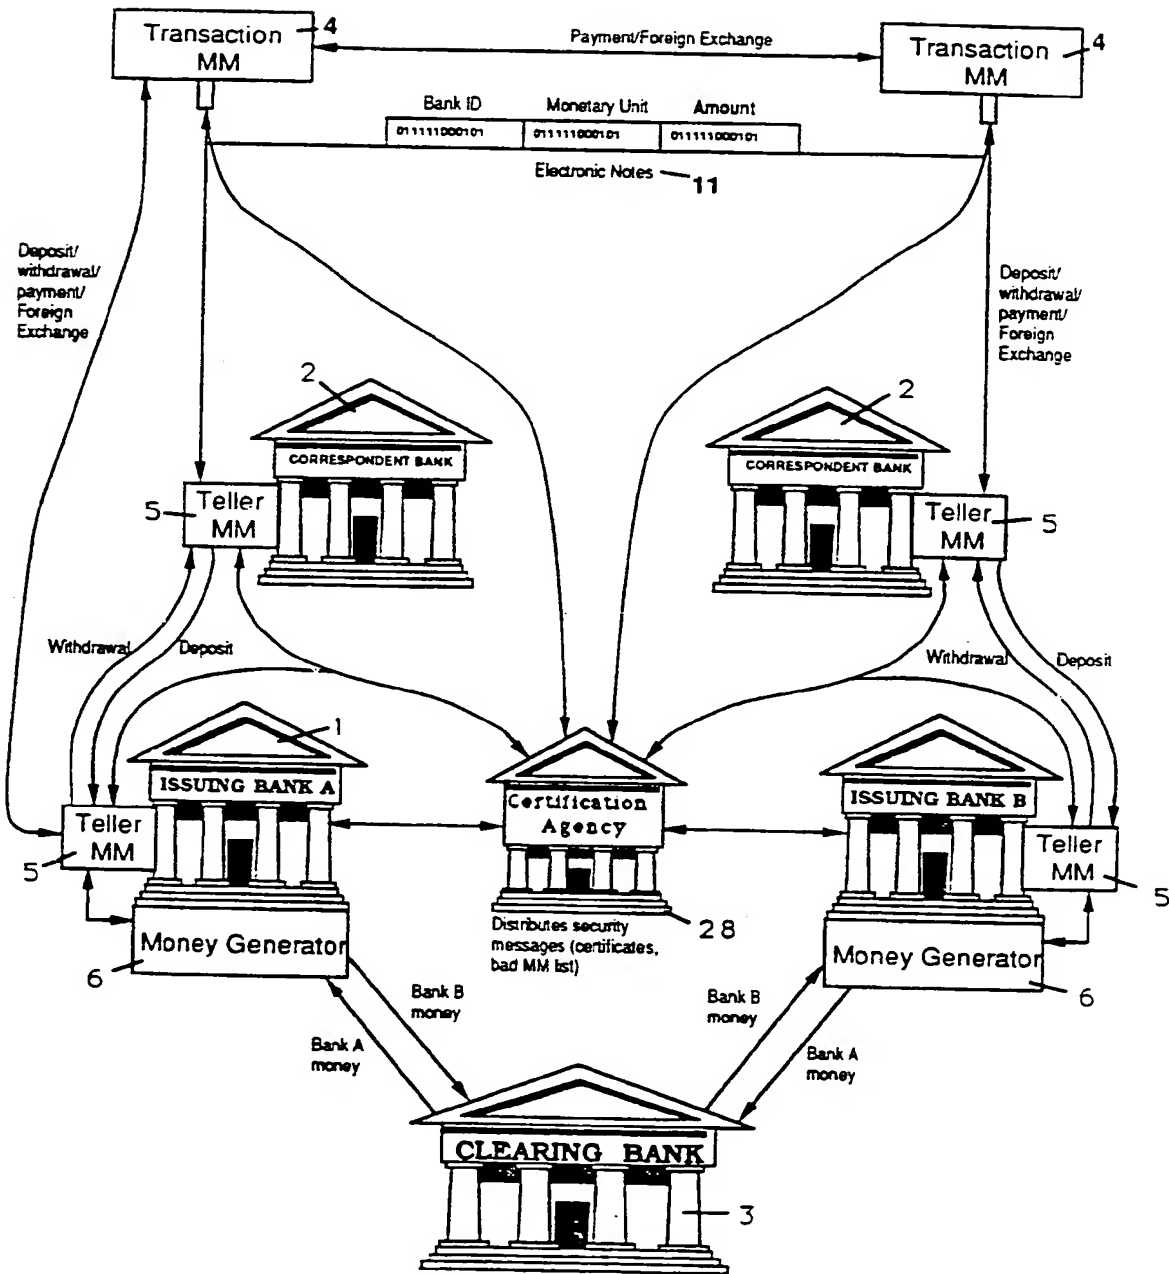 Transaction
MM
4
Payment/Foreign Exchange
Transaction
MM
4
Bank ID
Monetary Unit
Amount
011111000101
011111000101
011111000101
Electronic Notes
11
Deposit/
withdrawal/
payment/
Foreign
Exchange
Deposit/
withdrawal/
payment/
Foreign
Exchange
2
CORRESPONDENT BANK
2
CORRESPONDENT BANK
5
Teller
MM
Teller
MM
5
Withdrawal
Deposit
Withdrawal
Deposit
1
ISSUING BANK A
Certification
Agency
ISSUING BANK B
Teller
MM
5
Teller
MM
5
28
Distributes security
messages (certificates,
bad MM list)
Money Generator
6
Money Generator
6
Bank B
money
Bank A
money
Bank B
money
Bank A
money
CLEARING BANK
3